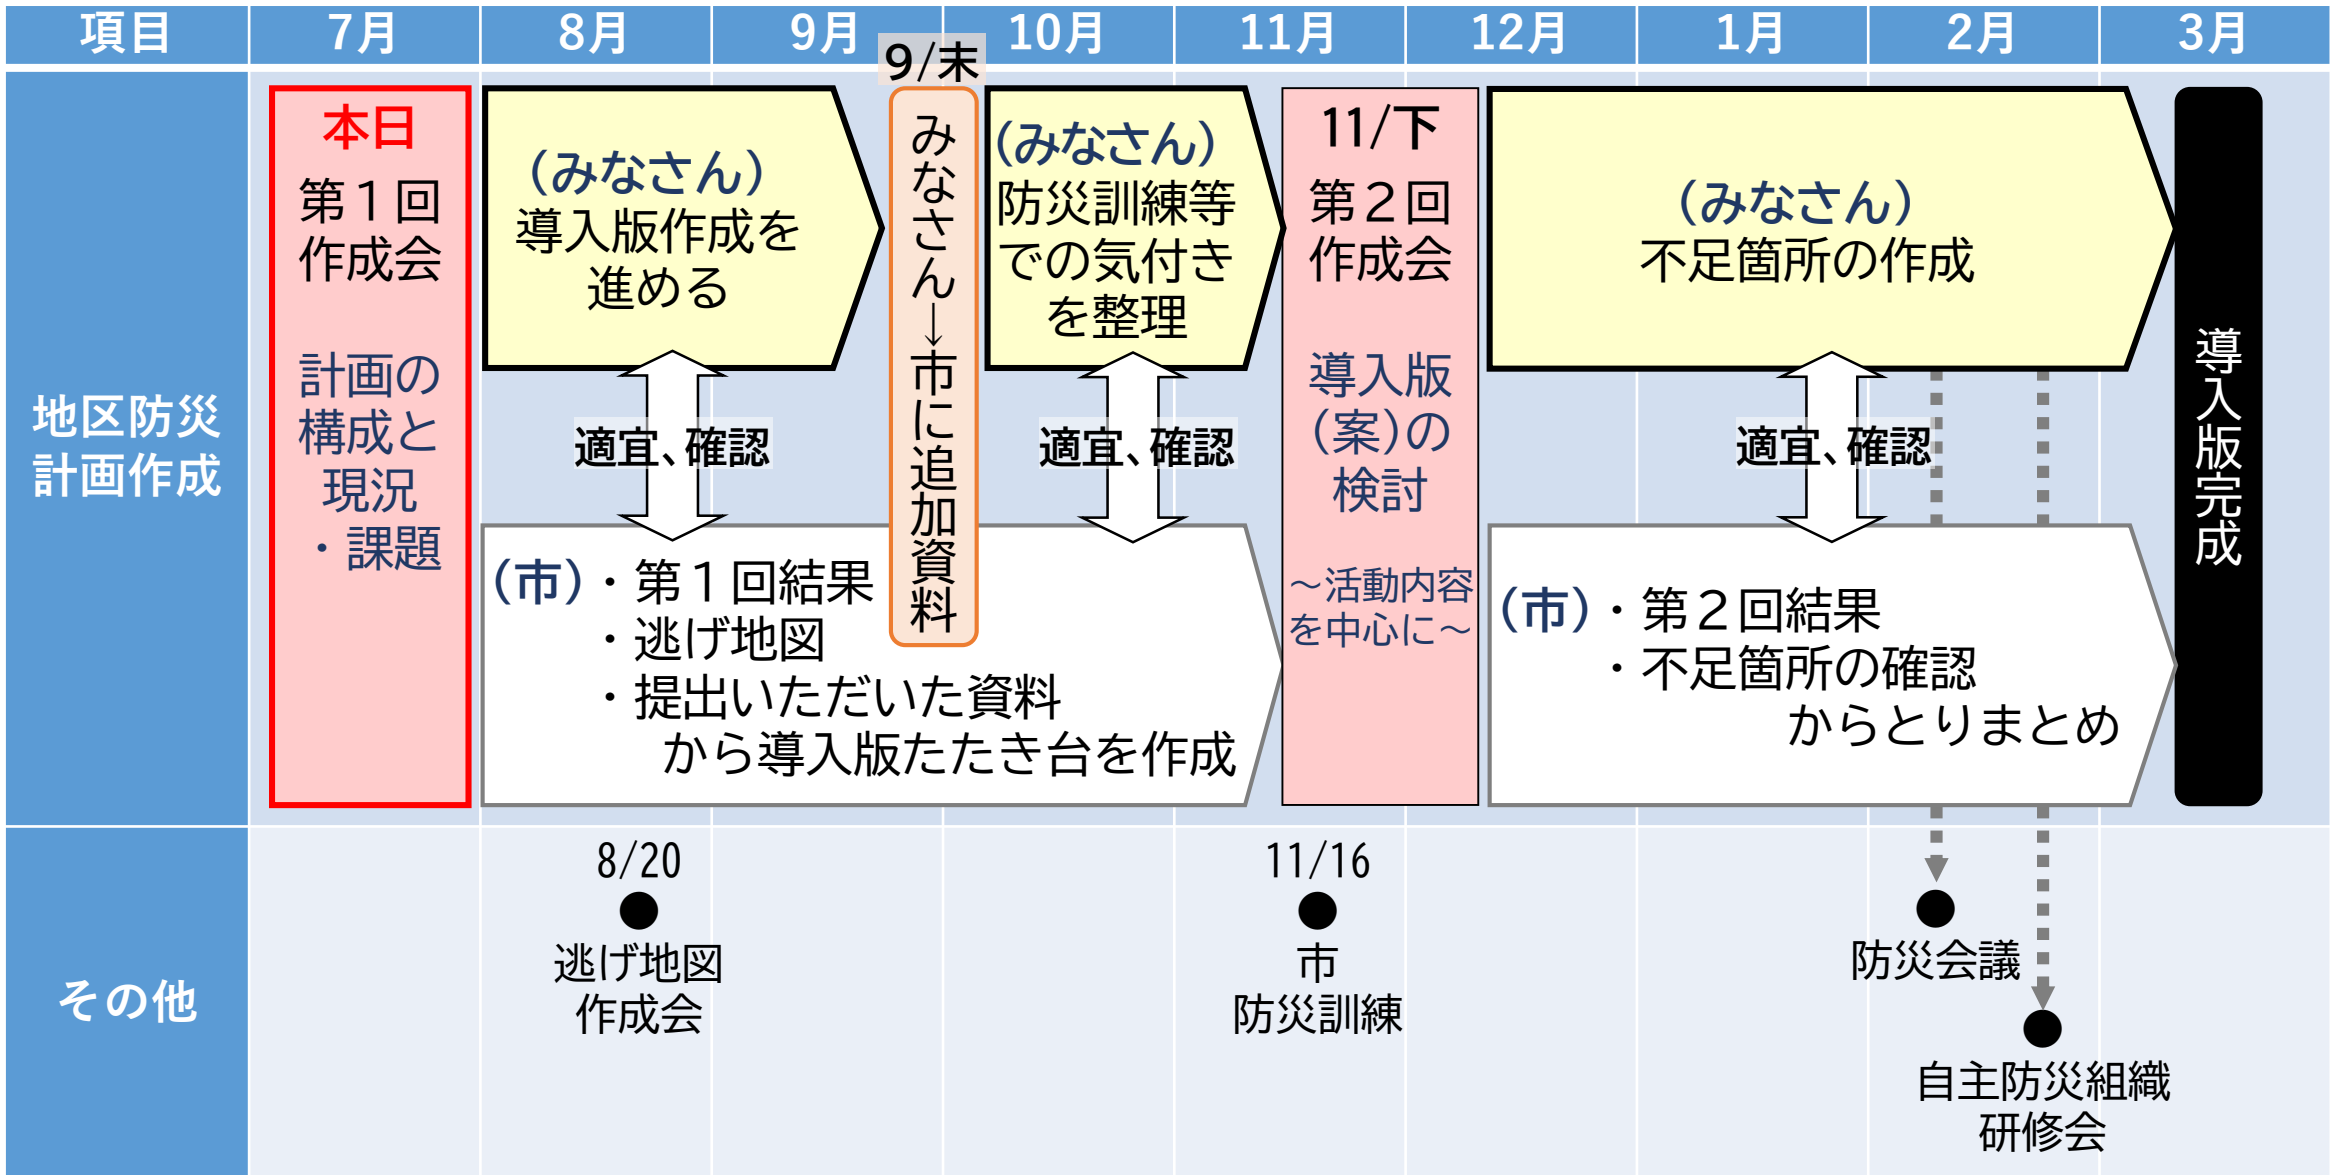 項目
7月
8月
9月
10月
11月
12月
1月
2月
3月
地区防災
計画作成
本日
第１回
作成会
計画の
構成と
現況
・課題
（みなさん）
導入版作成を
進める
適宜、確認
（市）・第１回結果
・逃げ地図
・提出いただいた資料
から導入版たたき台を作成
9/末
みなさん→市に追加資料
（みなさん）
防災訓練等
での気付き
を整理
適宜、確認
11/下
第２回
作成会
導入版
（案）の
検討
～活動内容
を中心に～
（みなさん）
不足箇所の作成
適宜、確認
（市）・第２回結果
・不足箇所の確認
からとりまとめ
導入版完成
その他
8/20
逃げ地図
作成会
11/16
市
防災訓練
防災会議
自主防災組織
研修会